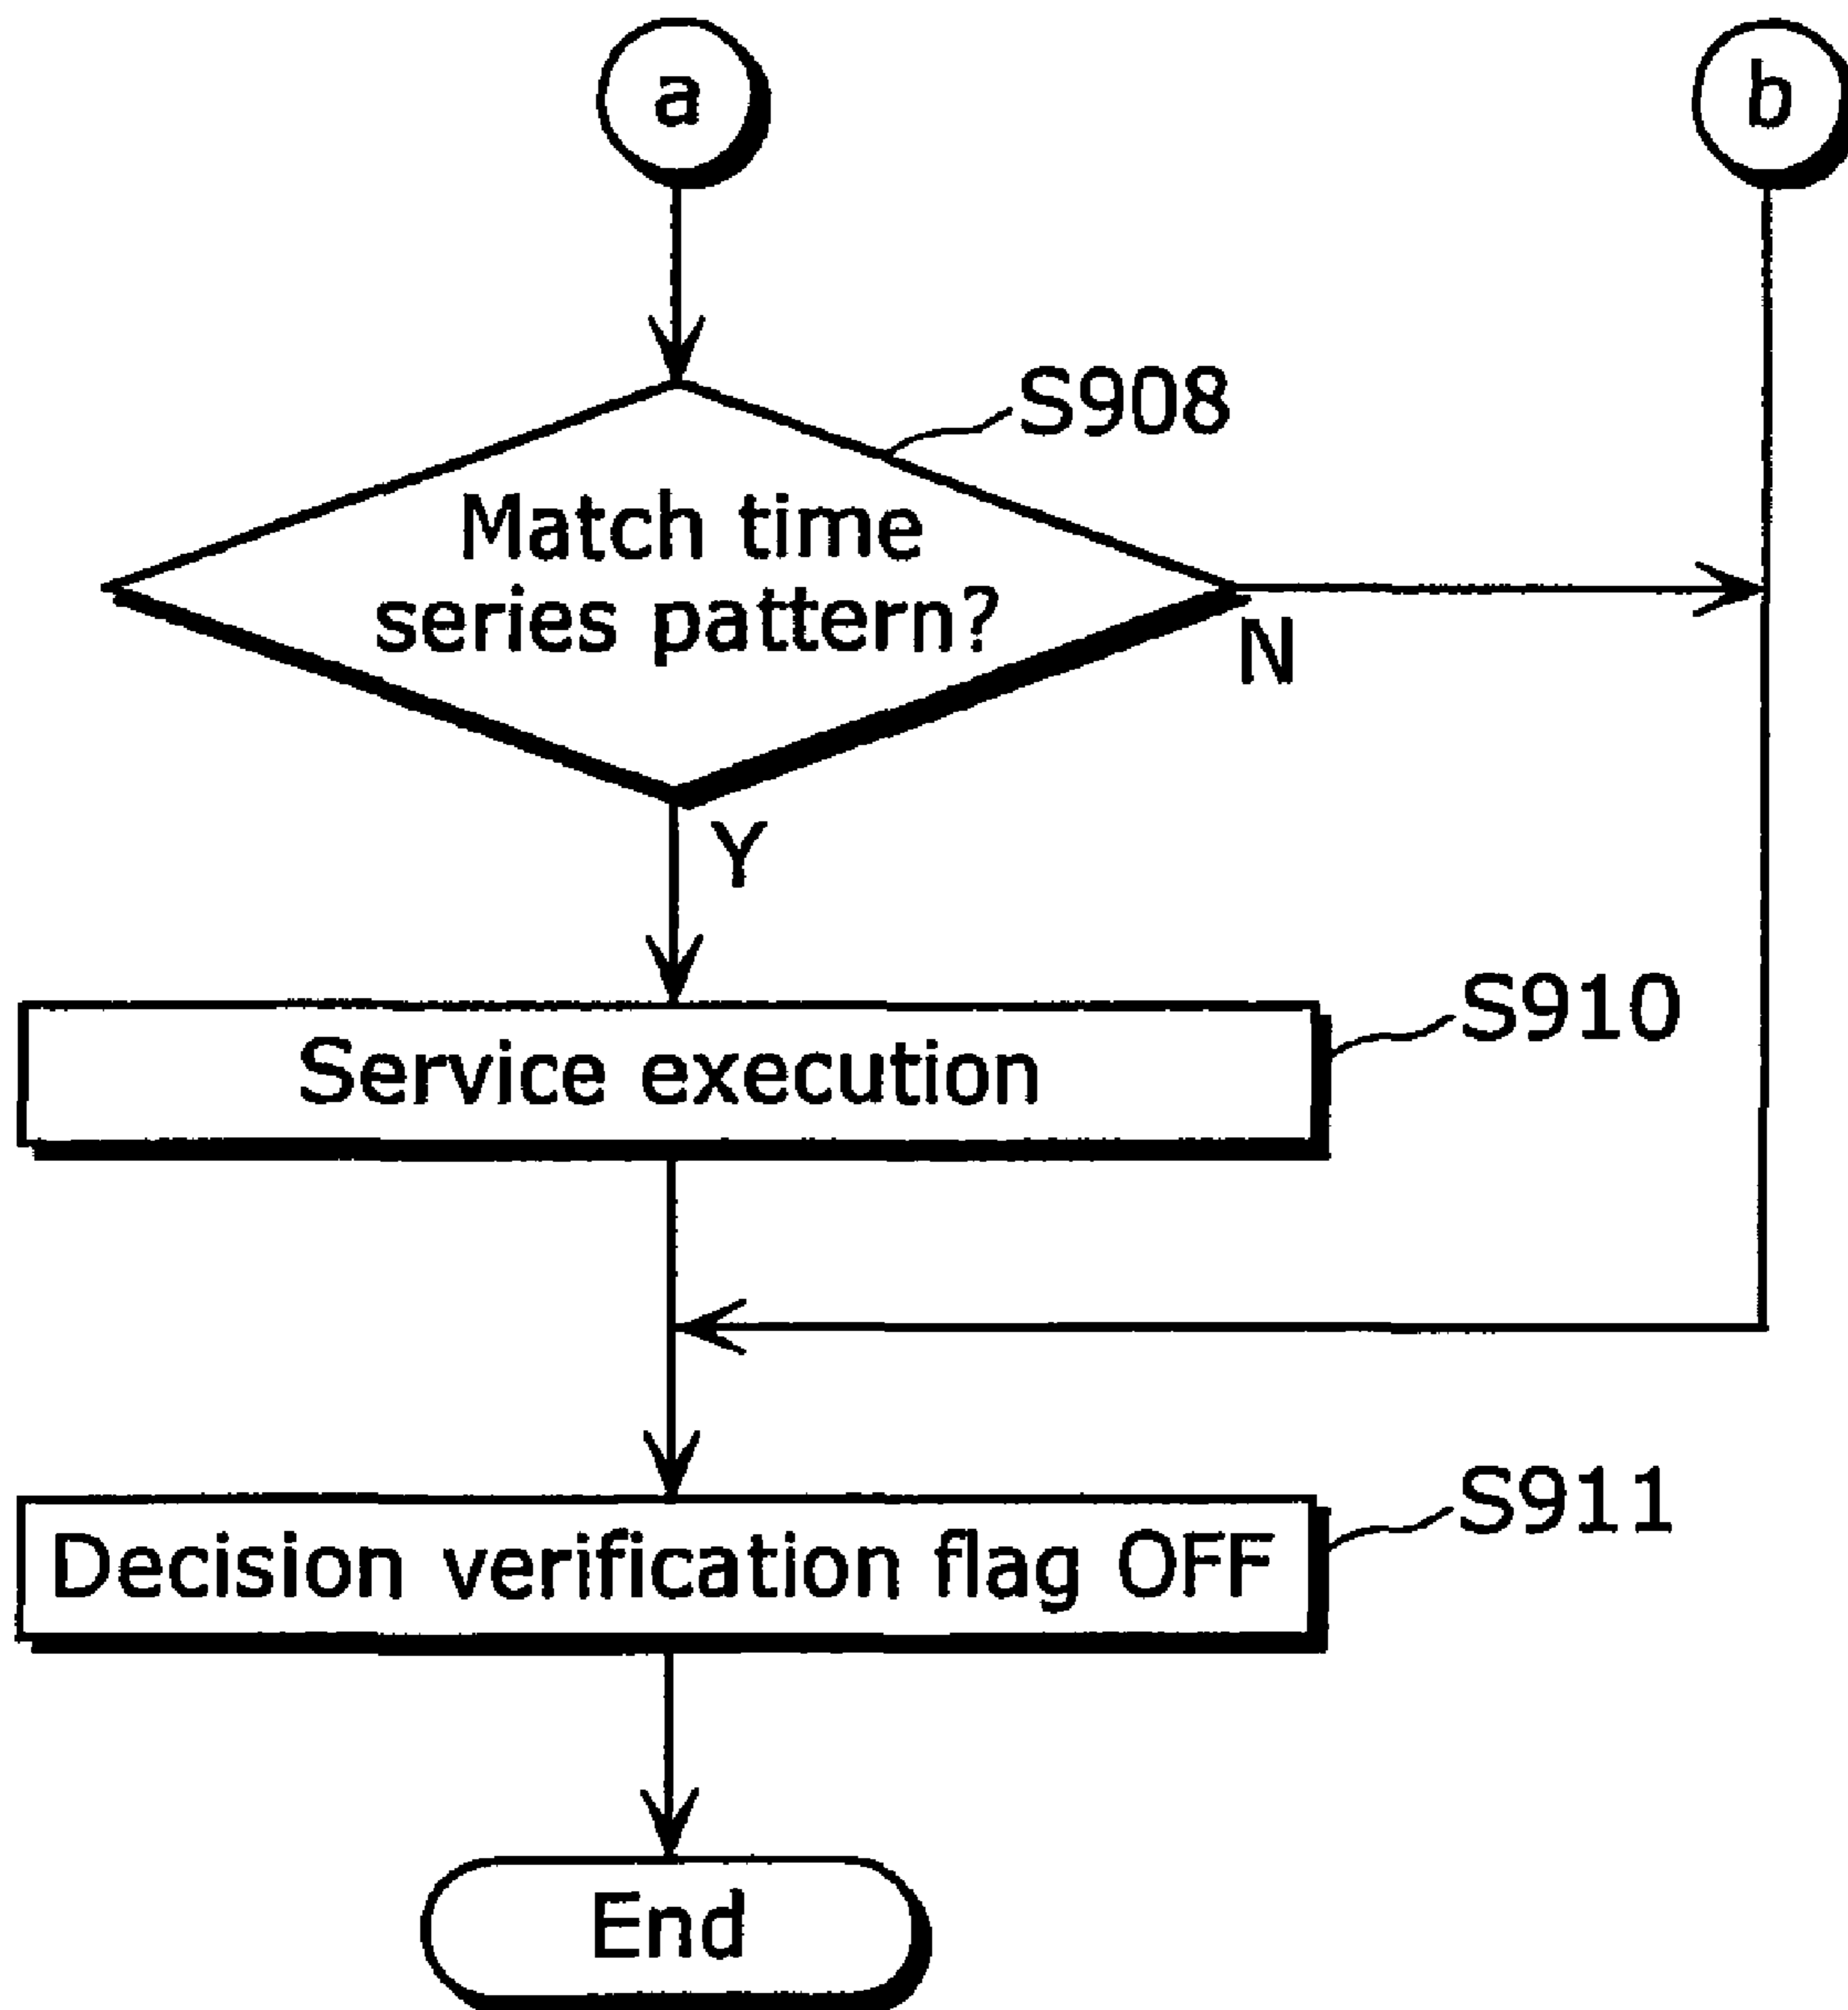 a
b
S908
Match time
series pattern?
N
Y
S910
Service execution
S911
Decision verification flag OFF
End